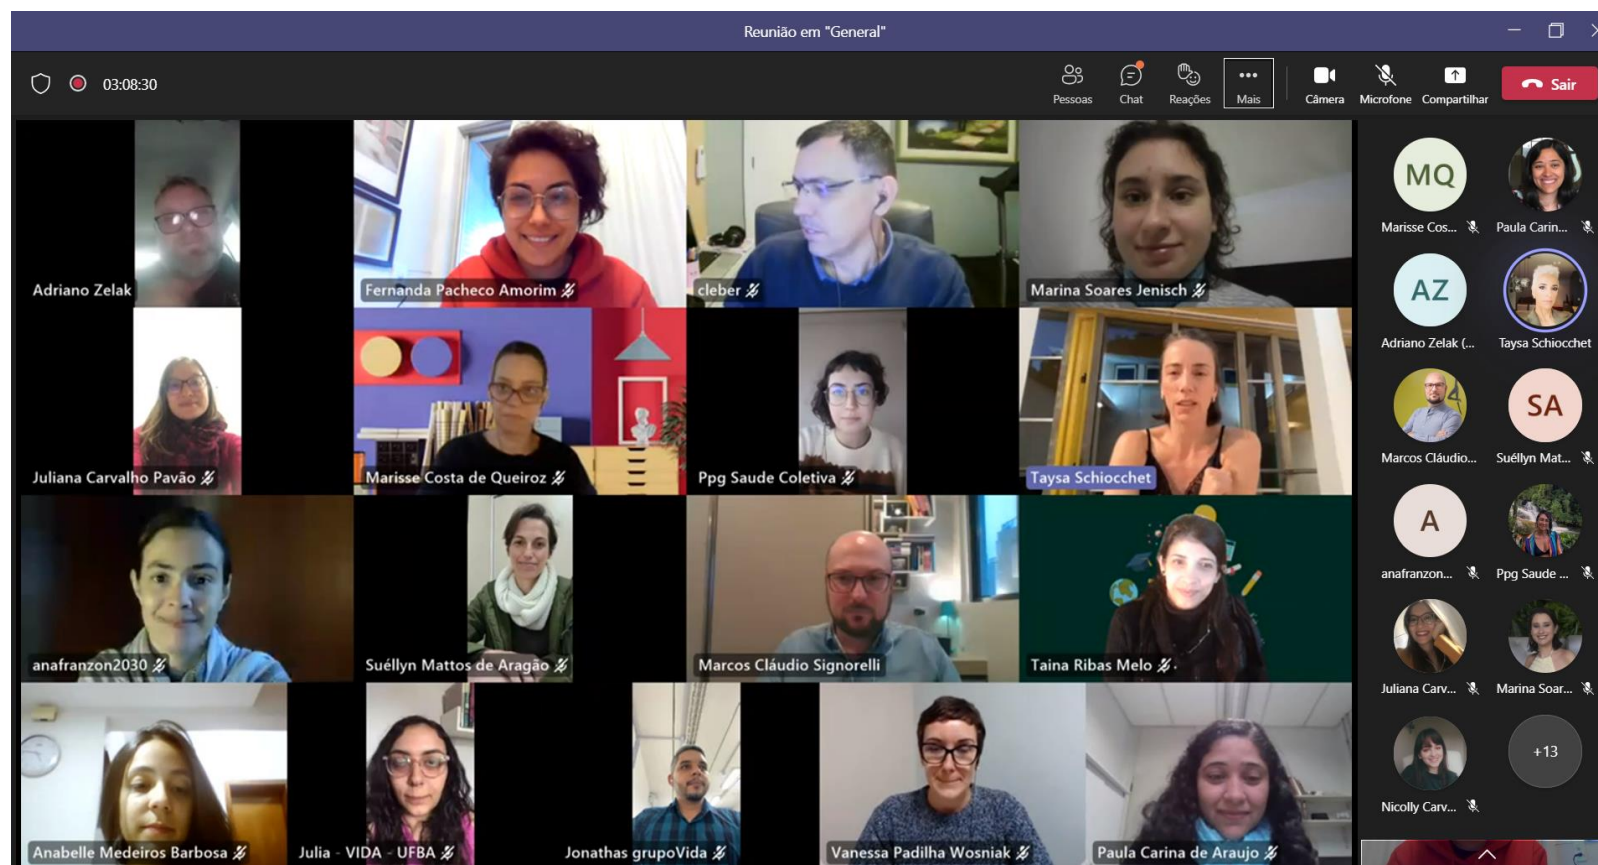 Reunião em "General"
03:08:30
Pessoas
Chat
Reações
Mais
Câmera
Microfone
Compartilhar
Sair
Adriano Zelak
Fernanda Pacheco Amorim
cleber
Marina Soares Jenisch
Juliana Carvalho Pavão
Marisse Costa de Queiroz
Ppg Saude Coletiva
Taysa Schiocchet
anafranzon2030
Suéllyn Mattos de Aragão
Marcos Cláudio Signorelli
Taina Ribas Melo
Anabelle Medeiros Barbosa
Julia - VIDA - UFBA
Jonathas grupoVida
Vanessa Padilha Wosniak
Paula Carina de Araujo
MQ
Marisse Cos...
Paula Carin...
AZ
Adriano Zelak (...
Taysa Schiocchet
Marcos Cláudio...
SA
Suéllyn Mat...
A
anafranzon...
Ppg Saude ...
Juliana Carv...
Marina Soar...
Nicolly Carv...
+13